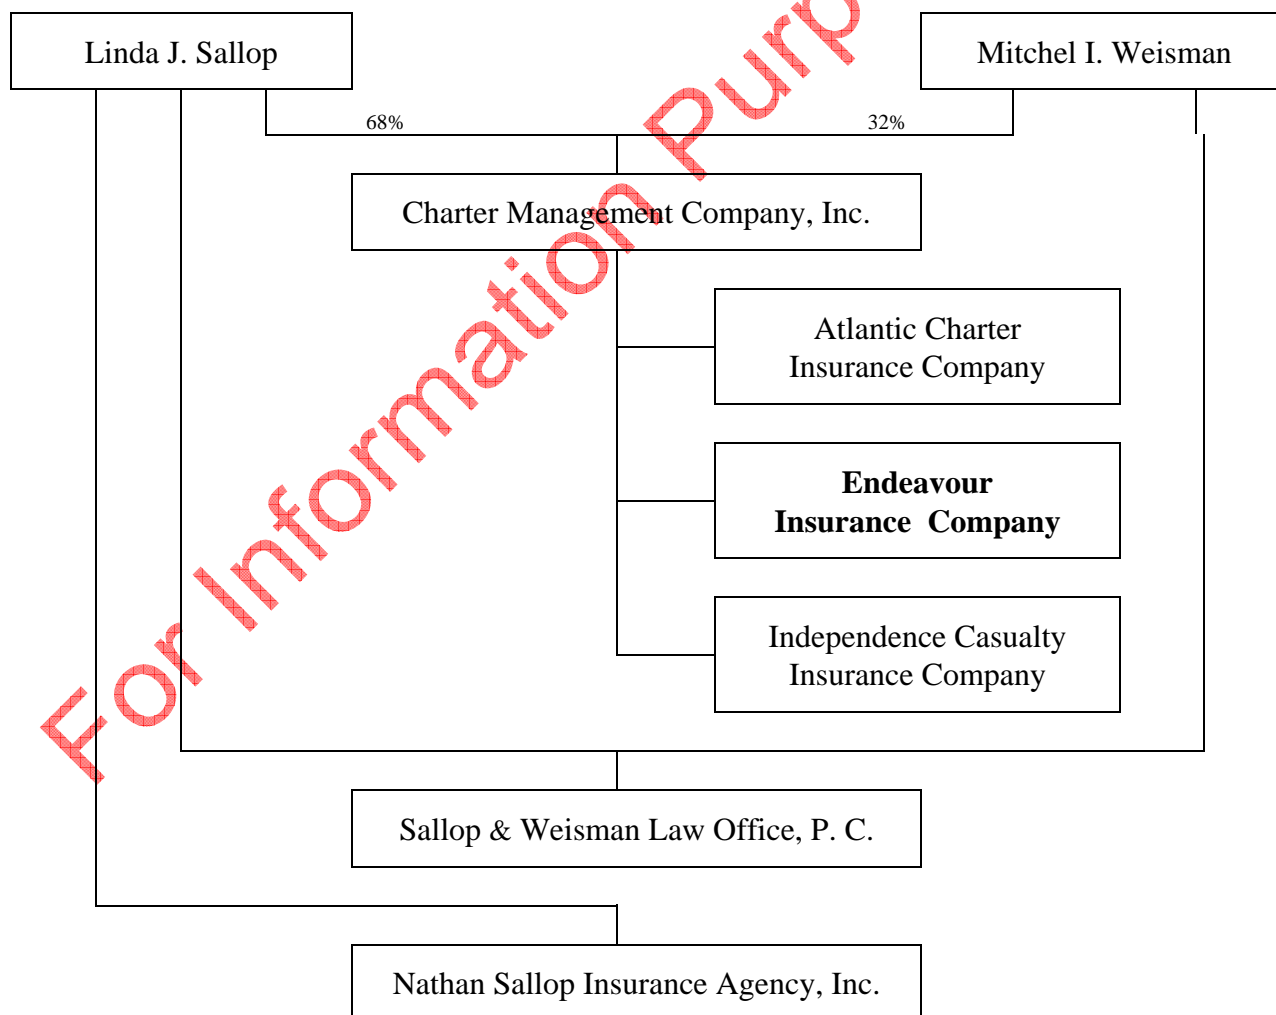 Linda J. Sallop
Mitchel I. Weisman
68%
32%
Charter Management Company, Inc.
Atlantic Charter
Insurance Company
Endeavour
Insurance Company
Independence Casualty
Insurance Company
Sallop & Weisman Law Office, P. C.
Nathan Sallop Insurance Agency, Inc.
For Information Purp